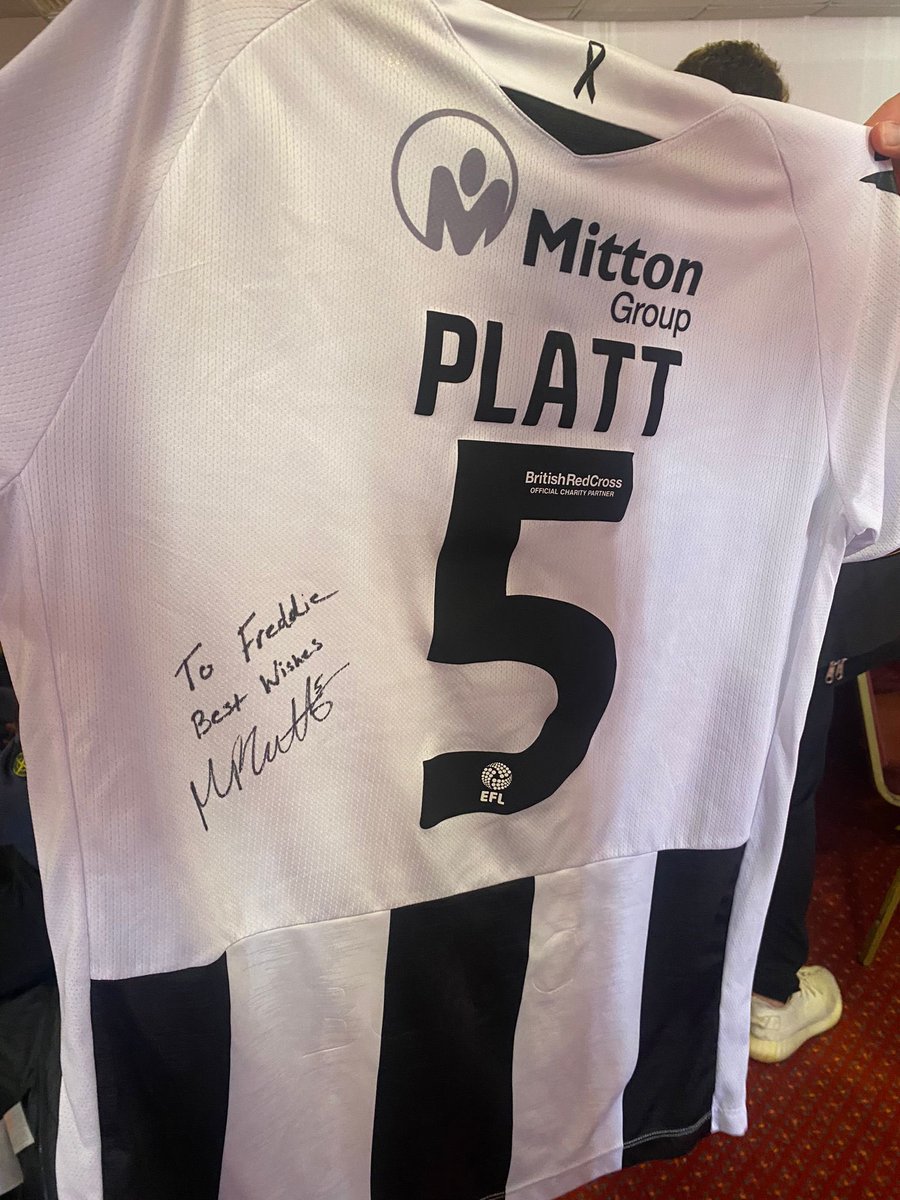 Mitton
Group
PLATT
BritishRedCross
OFFICIAL CHARITY PARTNER
5
EFL
To Freddie
Best Wishes